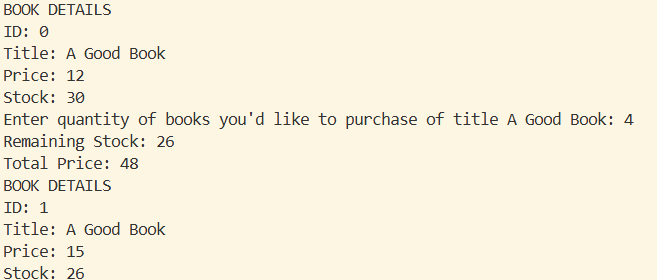 BOOK DETAILS
ID: 0
Title: A Good Book
Price: 12
Stock: 30
Enter quantity of books you'd like to purchase of title A Good Book: 4
Remaining Stock: 26
Total Price: 48
BOOK DETAILS
ID: 1
Title: A Good Book
Price: 15
Stock: 26